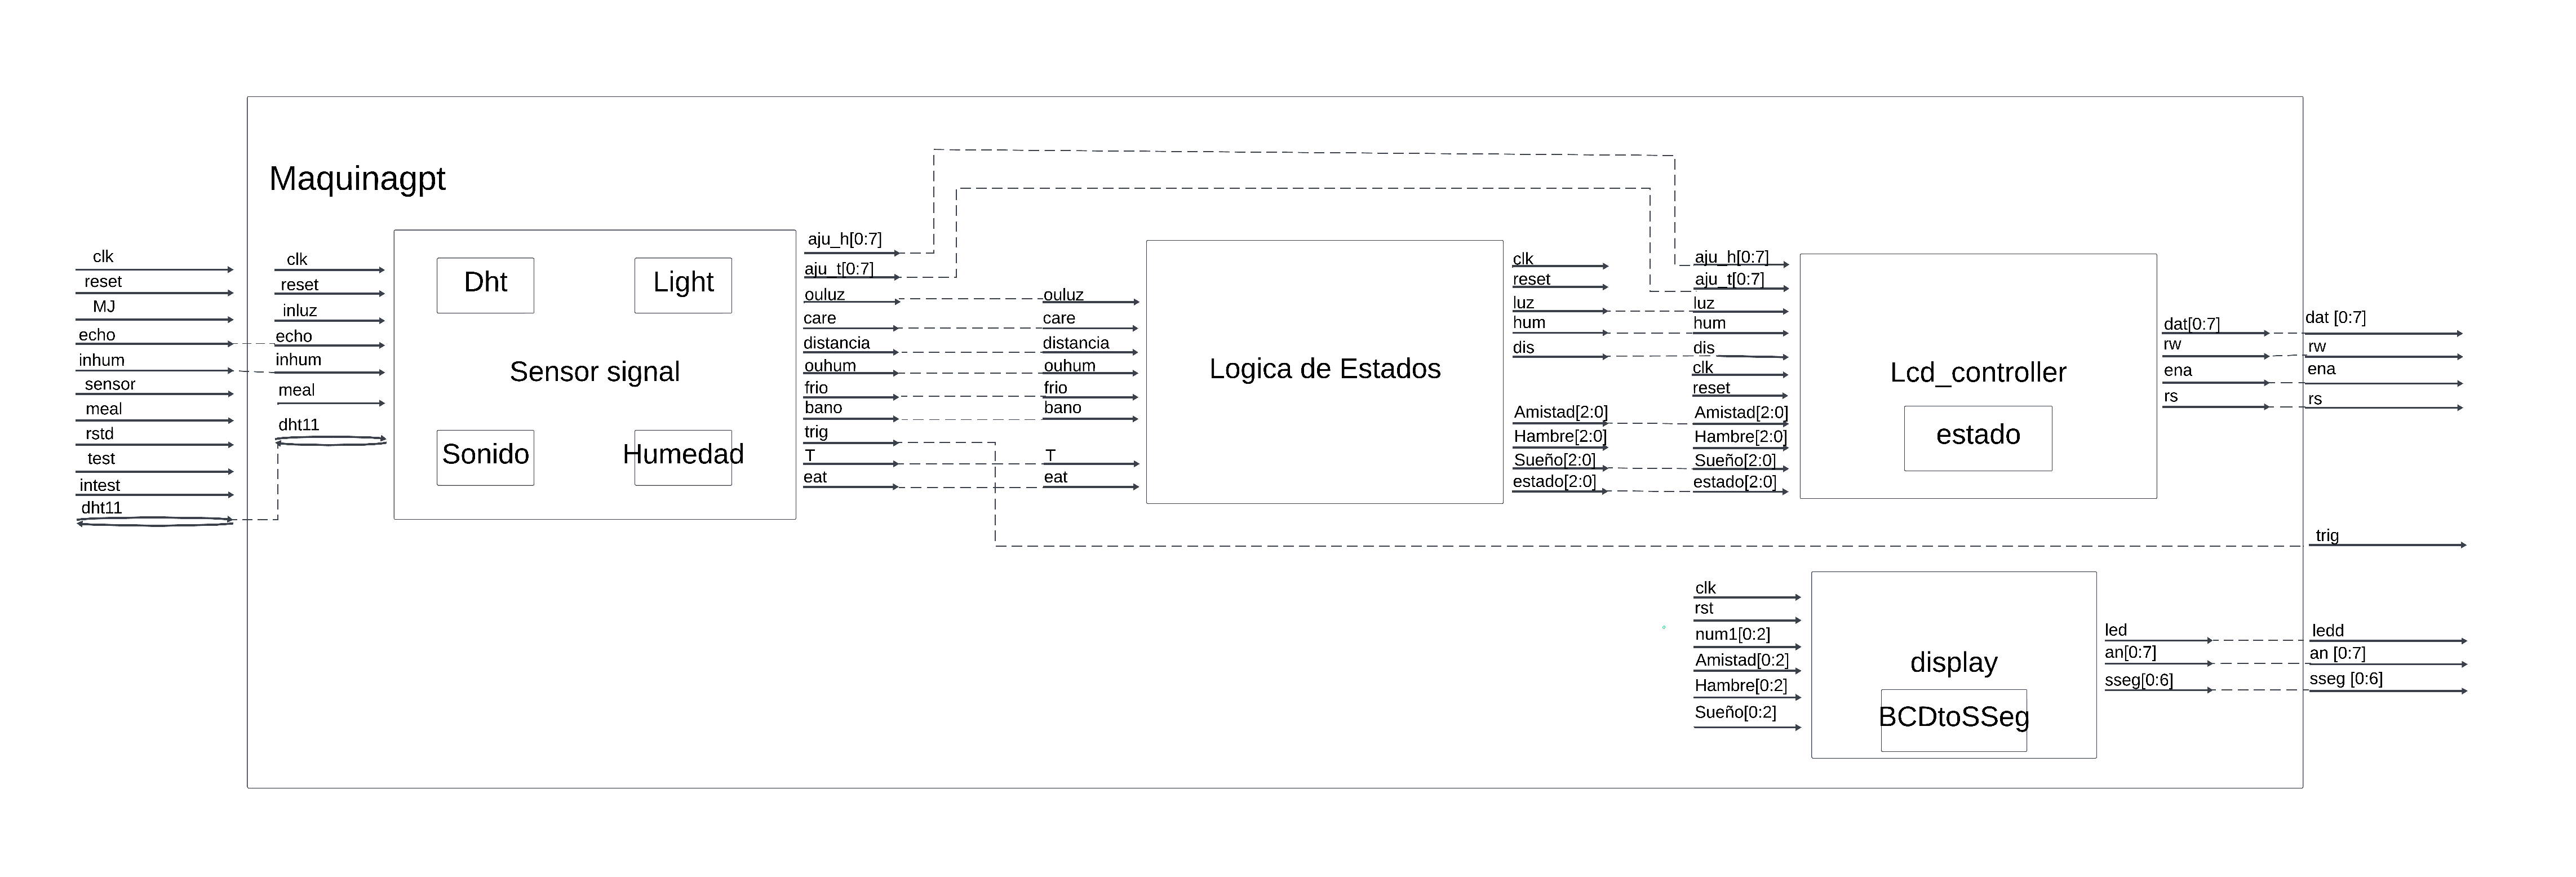 Maquinagpt
clk
reset
MJ
echo
inhum
sensor
meal
rstd
test
intest
dht11
clk
reset
inluz
echo
inhum
meal
dht11
Dht
Light
Sensor signal
Sonido
Humedad
aju_h[0:7]
aju_t[0:7]
ouluz
care
distancia
ouhum
frio
bano
trig
T
eat
ouluz
care
distancia
ouhum
frio
bano
T
eat
Logica de Estados
clk
reset
luz
hum
dis
Amistad[2:0]
Hambre[2:0]
Sueño[2:0]
estado[2:0]
aju_h[0:7]
aju_t[0:7]
luz
hum
dis
clk
reset
Amistad[2:0]
Hambre[2:0]
Sueño[2:0]
estado[2:0]
Lcd_controller
estado
dat[0:7]
rw
ena
rs
dat [0:7]
rw
ena
rs
trig
clk
rst
num1[0:2]
Amistad[0:2]
Hambre[0:2]
Sueño[0:2]
display
BCDtoSSeg
led
an[0:7]
sseg[0:6]
ledd
an [0:7]
sseg [0:6]